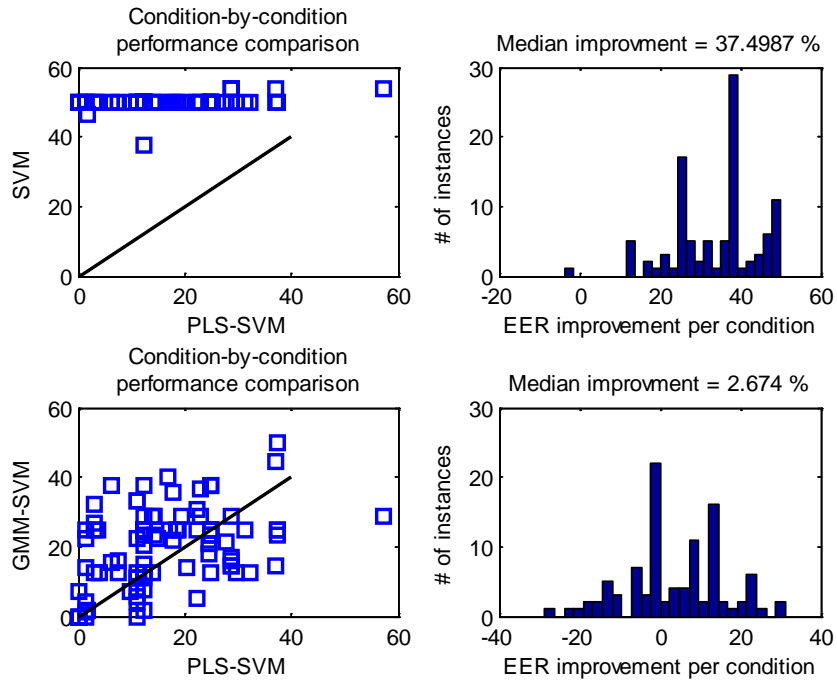 Condition-by-condition
performance comparison
60
40
20
0
0 20 40 60
SVM
PLS-SVM
Median improvment = 37.4987 %
30
20
10
0
-20 0 20 40 60
# of instances
EER improvement per condition
Condition-by-condition
performance comparison
60
40
20
0
0 20 40 60
GMM-SVM
PLS-SVM
Median improvment = 2.674 %
30
20
10
0
-40 -20 0 20 40
# of instances
EER improvement per condition